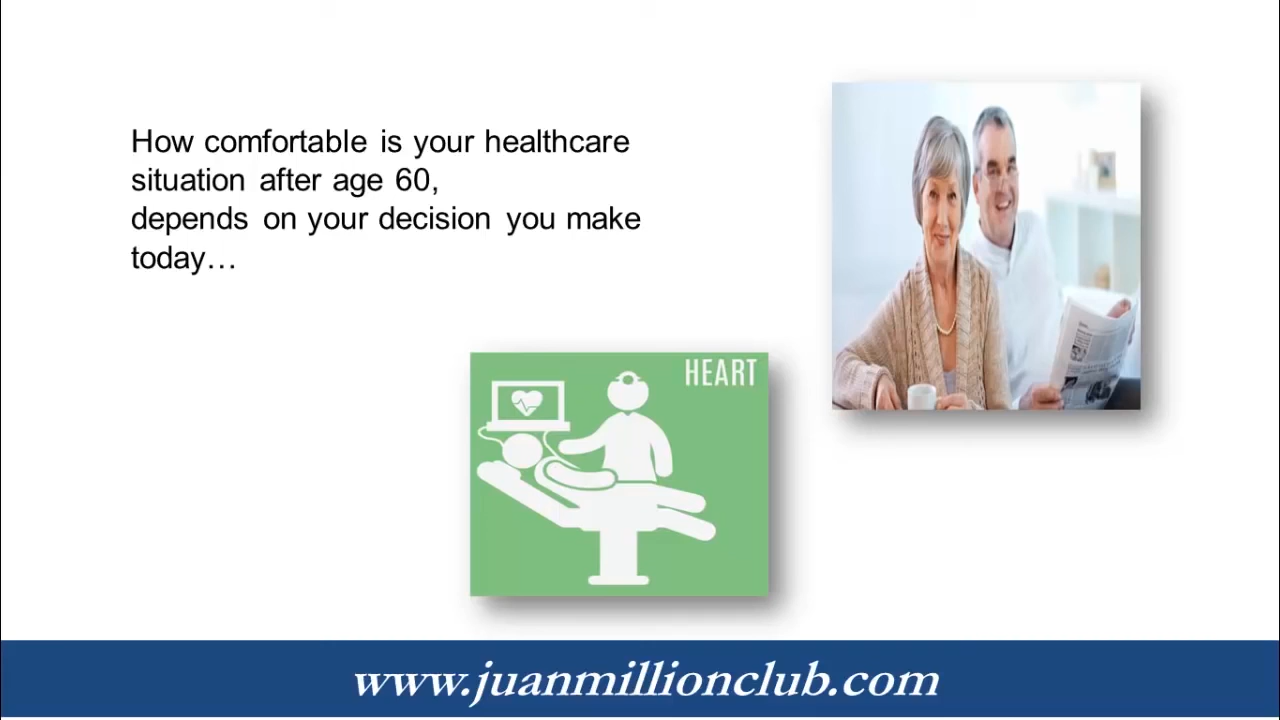 How comfortable is your healthcare
situation after age 60,
depends on your decision you make
today…
HEART
www.juanmillionclub.com